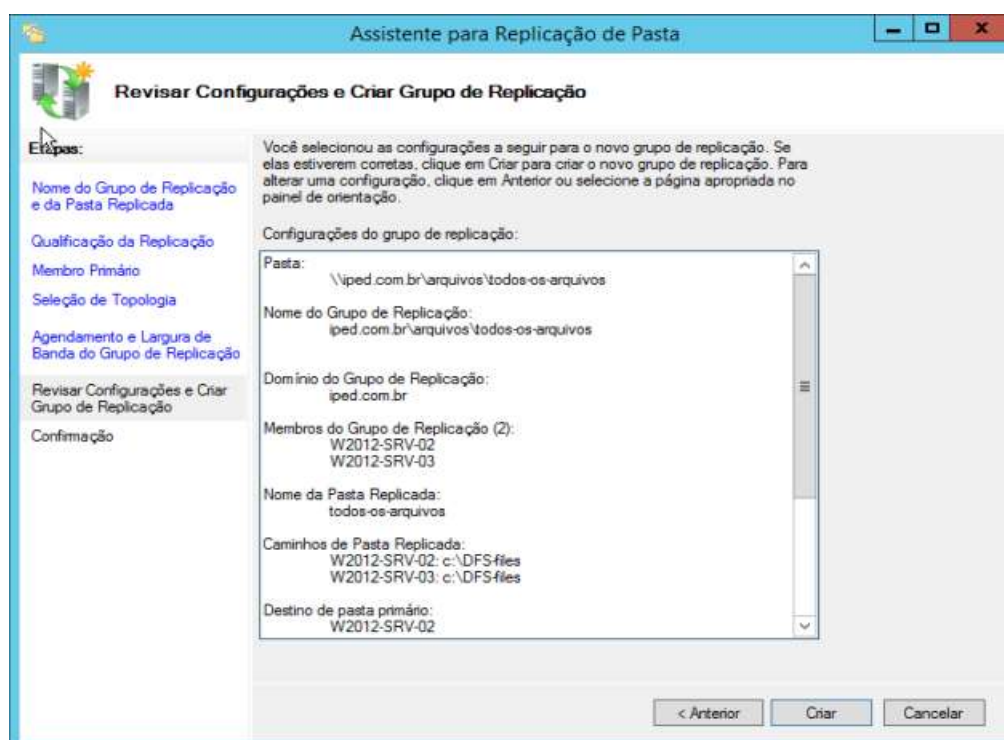 Assistente para Replicação de Pasta
Revisar Configurações e Criar Grupo de Replicação
Etapas:
Nome do Grupo de Replicação
e da Pasta Replicada
Qualificação da Replicação
Membro Primário
Seleção de Topologia
Agendamento e Largura de
Banda do Grupo de Replicação
Revisar Configurações e Criar
Grupo de Replicação
Confirmação
Você selecionou as configurações a seguir para o novo grupo de replicação. Se
elas estiverem corretas, clique em Criar para criar o novo grupo de replicação. Para
alterar uma configuração, clique em Anterior ou selecione a página apropriada no
painel de orientação.
Configurações do grupo de replicação:
Pasta:
\\iped.com.br\arquivos\todos-os-arquivos
Nome do Grupo de Replicação:
iped.com.br\arquivos\todos-os-arquivos
Domínio do Grupo de Replicação:
iped.com.br
Membros do Grupo de Replicação (2):
W2012-SRV-02
W2012-SRV-03
Nome da Pasta Replicada:
todos-os-arquivos
Caminhos de Pasta Replicada:
W2012-SRV-02: c:\DFS-files
W2012-SRV-03: c:\DFS-files
Destino de pasta primário:
W2012-SRV-02
< Anterior
Criar
Cancelar